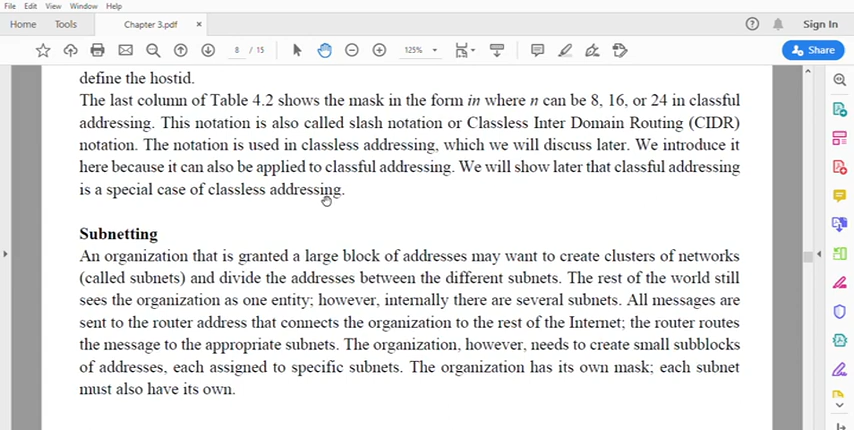 File Edit View Window Help
Home Tools Chapter 3.pdf × Sign In
8 / 15 125% Share
define the hostid.
The last column of Table 4.2 shows the mask in the form in where n can be 8, 16, or 24 in classful
addressing. This notation is also called slash notation or Classless Inter Domain Routing (CIDR)
notation. The notation is used in classless addressing, which we will discuss later. We introduce it
here because it can also be applied to classful addressing. We will show later that classful addressing
is a special case of classless addressing.
Subnetting
An organization that is granted a large block of addresses may want to create clusters of networks
(called subnets) and divide the addresses between the different subnets. The rest of the world still
sees the organization as one entity; however, internally there are several subnets. All messages are
sent to the router address that connects the organization to the rest of the Internet; the router routes
the message to the appropriate subnets. The organization, however, needs to create small subblocks
of addresses, each assigned to specific subnets. The organization has its own mask; each subnet
must also have its own.